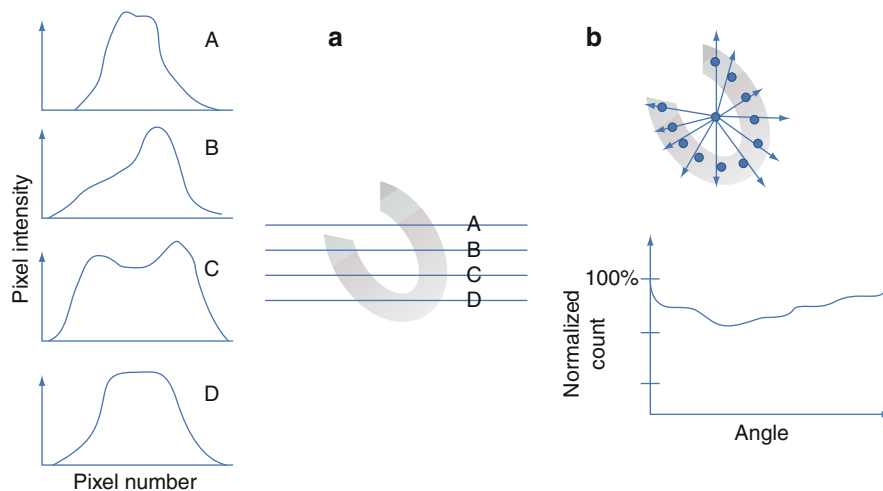 A
B
C
D
Pixel intensity
Pixel number
a
A
B
C
D
b
100%
Normalized
count
Angle